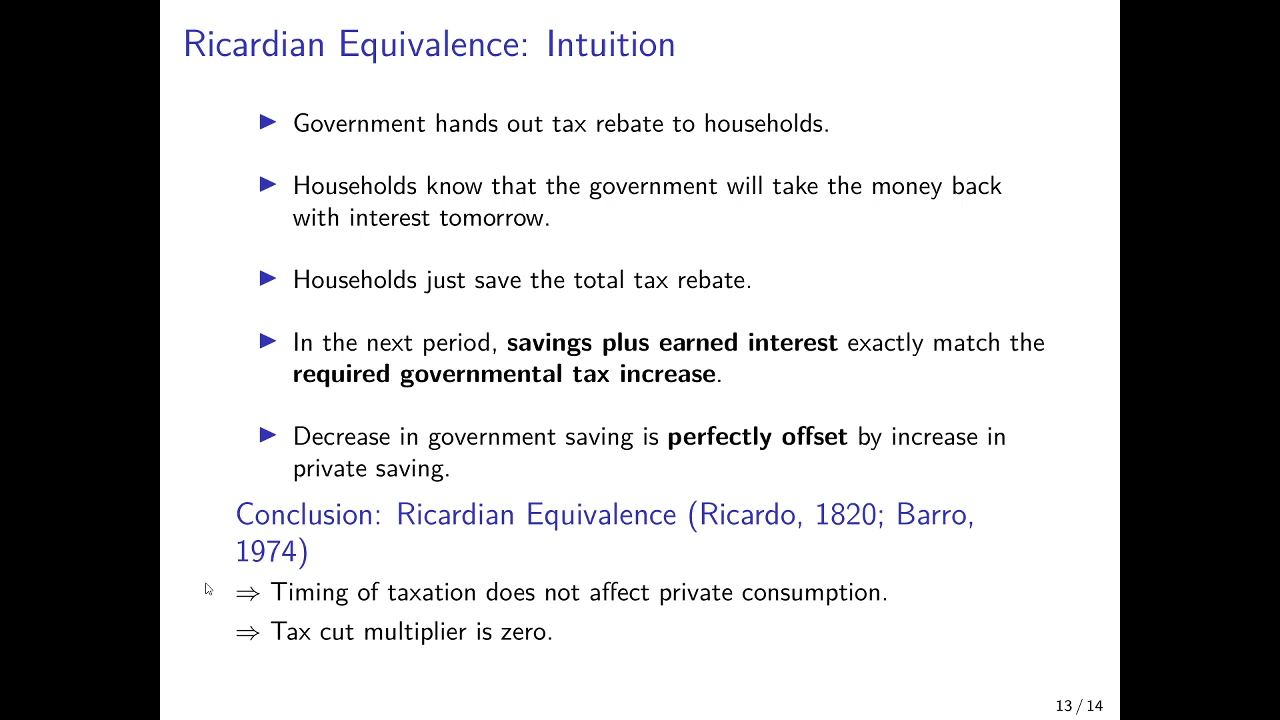 Ricardian Equivalence: Intuition
▶ Government hands out tax rebate to households.
▶ Households know that the government will take the money back
with interest tomorrow.
▶ Households just save the total tax rebate.
▶ In the next period, savings plus earned interest exactly match the
required governmental tax increase.
▶ Decrease in government saving is perfectly offset by increase in
private saving.
Conclusion: Ricardian Equivalence (Ricardo, 1820; Barro,
1974)
⇒ Timing of taxation does not affect private consumption.
⇒ Tax cut multiplier is zero.
13 / 14